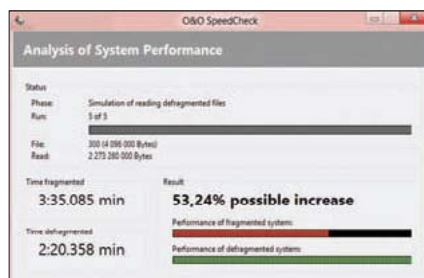 O&O SpeedCheck
Analysis of System Performance
Status
Phase: Simulation of reading defragmented files
Run: 5 of 5
File: 300 (4 096 000 Bytes)
Read: 2 273 280 000 Bytes
Time fragmented
3:35.085 min
Time defragmented
2:20.358 min
Result
53,24% possible increase
Performance of fragmented system:
Performance of defragmented system: